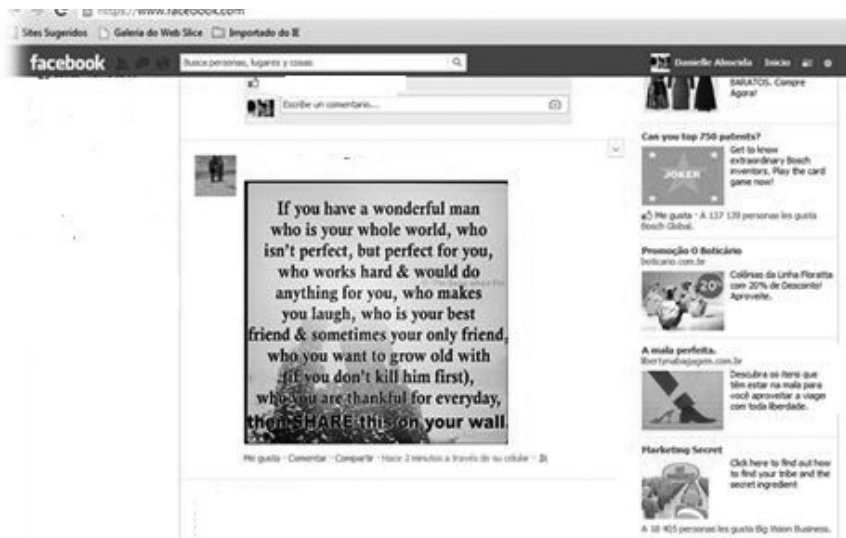 https://www.facebook.com
Sites Sugeridos Galeria do Web Slice Importado do IE
facebook
Busca personas, lugares y cosas
Danielle Almeida Inicio
BARATOS. Compre
Agora!
Escribe un comentario...
If you have a wonderful man
who is your whole world, who
isn't perfect, but perfect for you,
who works hard & would do
anything for you, who makes
you laugh, who is your best
friend & sometimes your only friend,
who you want to grow old with
(if you don't kill him first),
who you are thankful for everyday,
then SHARE this on your wall.
Me gusta · Comentar · Compartir · Hace 2 minutos a través de su celular ·
Can you top 750 patents?
JOKER
Get to know
extraordinary Bosch
inventors. Play the card
game now!
Me gusta · A 137 139 personas les gusta
Bosch Global.
Promoção O Boticário
boticario.com.br
20%
Colônias da Linha Floratta
com 20% de Desconto!
Aproveite.
A mala perfeita.
libertynabagagem.com.br
Descubra os itens que
têm estar na mala para
você aproveitar a viagem
com toda liberdade.
Marketing Secret
Click here to find out how
to find your tribe and the
secret ingredient
A 18 405 personas les gusta Big Vision Business.